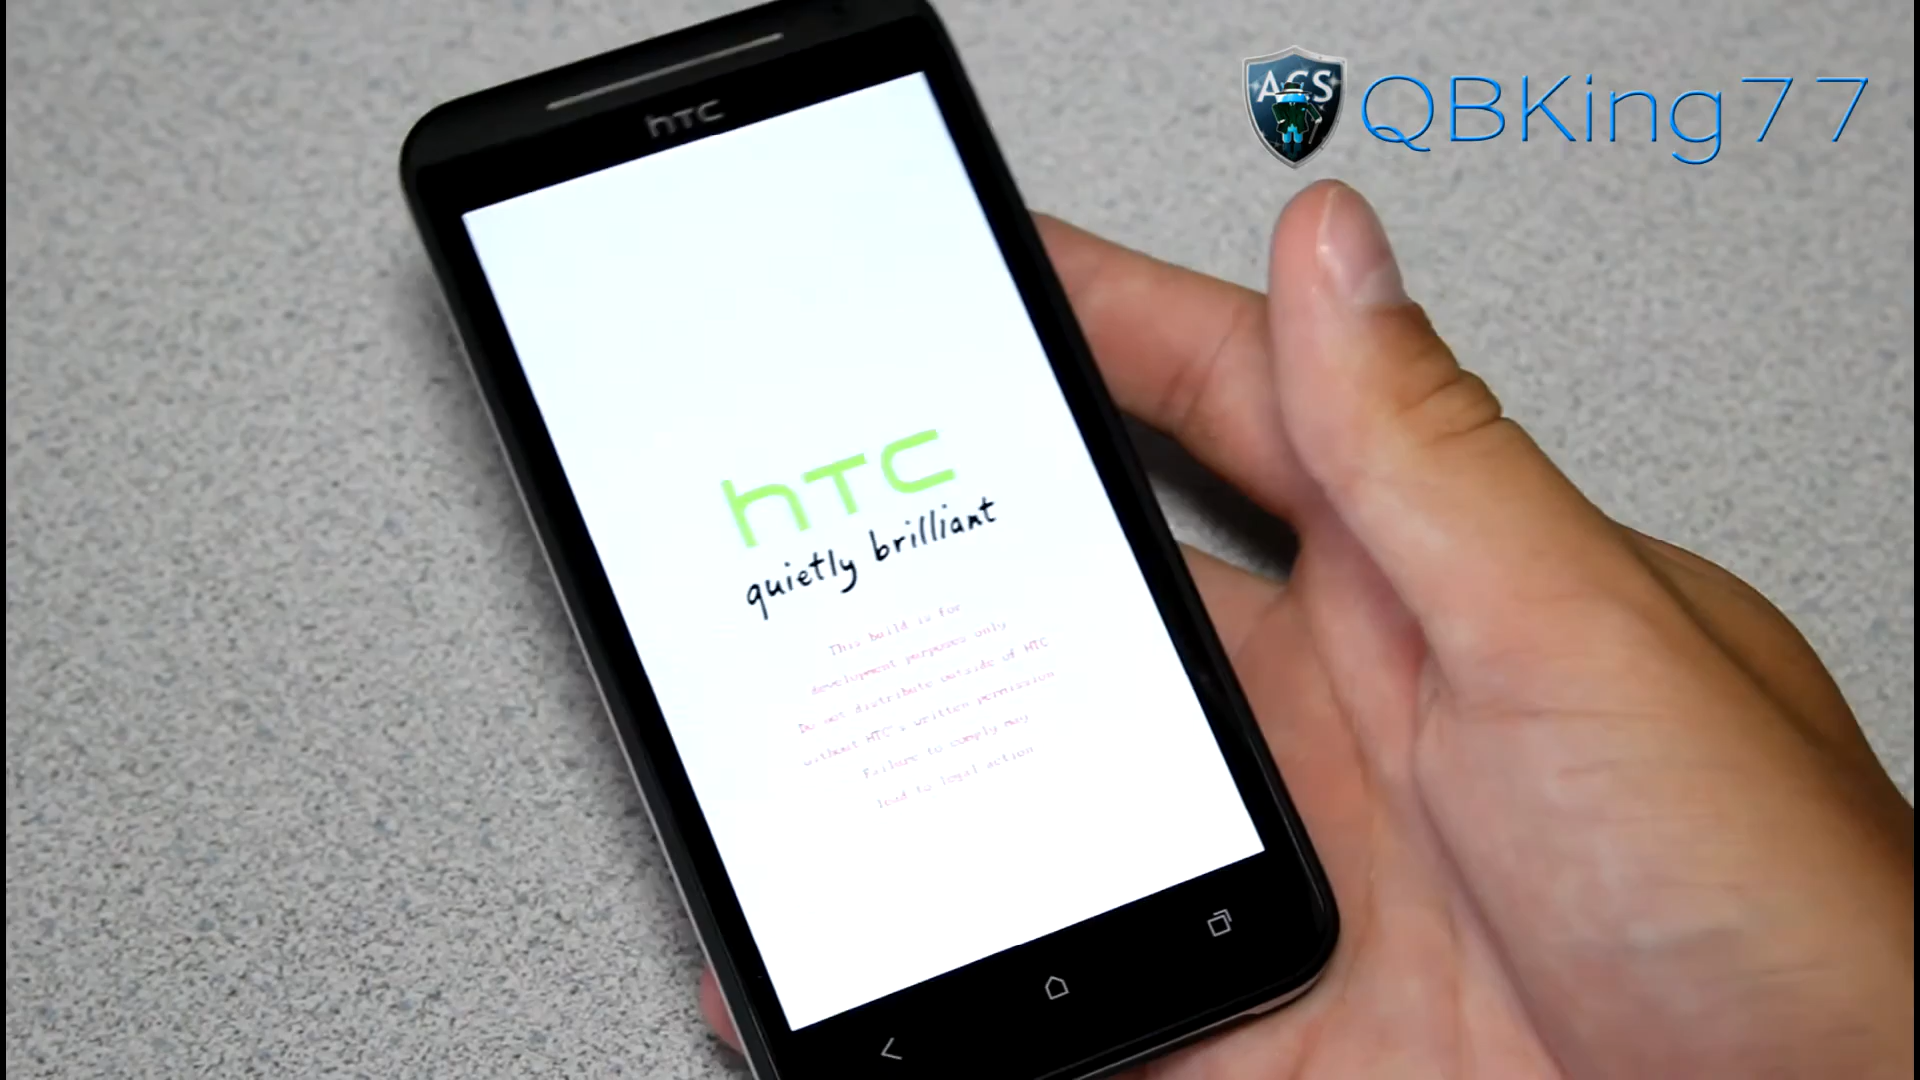 ACS QBKing77
hTC
hTC
quietly brilliant
This build is for
development purposes only
Do not distribute outside of HTC
without HTC's written permission
Failure to comply may
lead to legal action